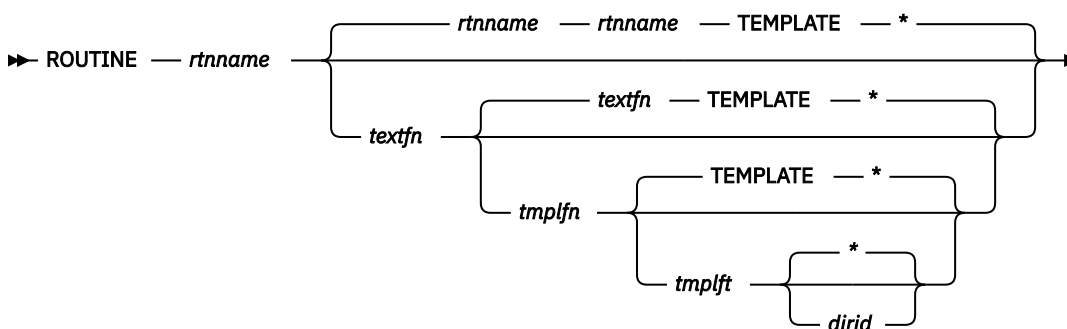 rtnname rtnname TEMPLATE *
ROUTINE rtnname
textfn TEMPLATE *
textfn
TEMPLATE *
tmplfn
*
tmplft
dirid